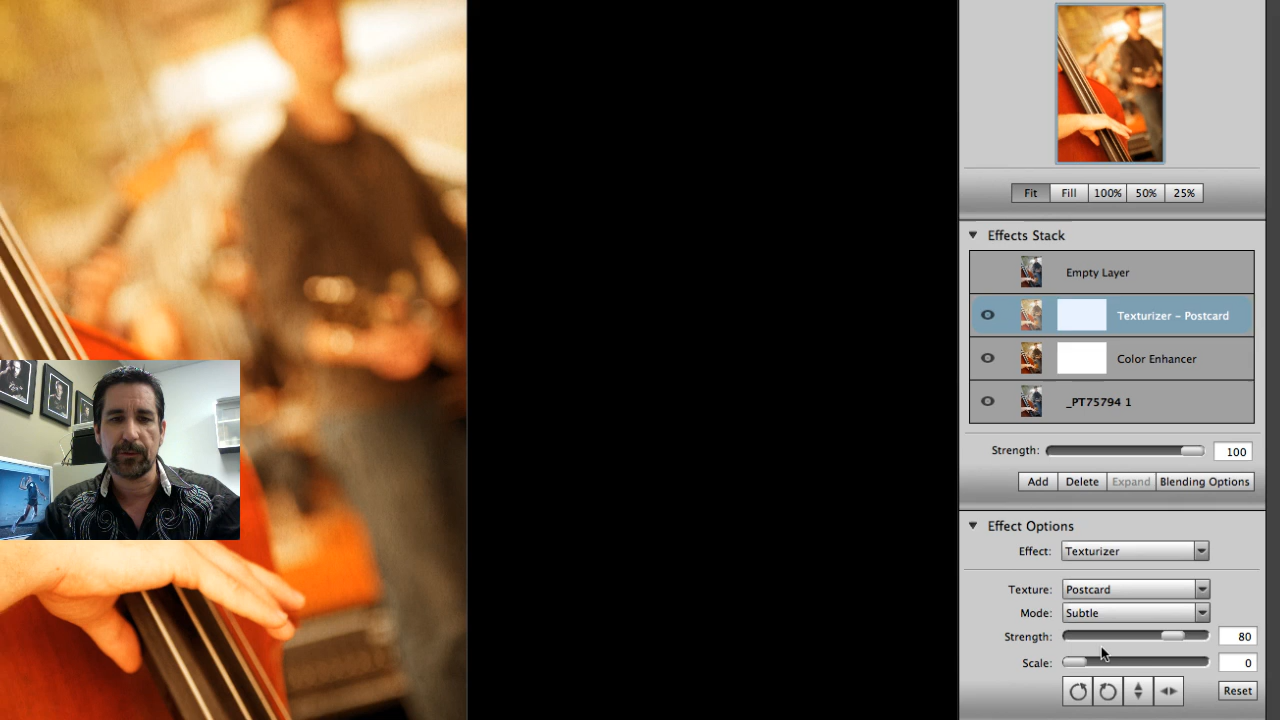 Fit Fill 100% 50% 25%
Effects Stack
Empty Layer
Texturizer - Postcard
Color Enhancer
_PT75794 1
Strength: 100
Add Delete Expand Blending Options
Effect Options
Effect: Texturizer
Texture: Postcard
Mode: Subtle
Strength: 80
Scale: 0
Reset